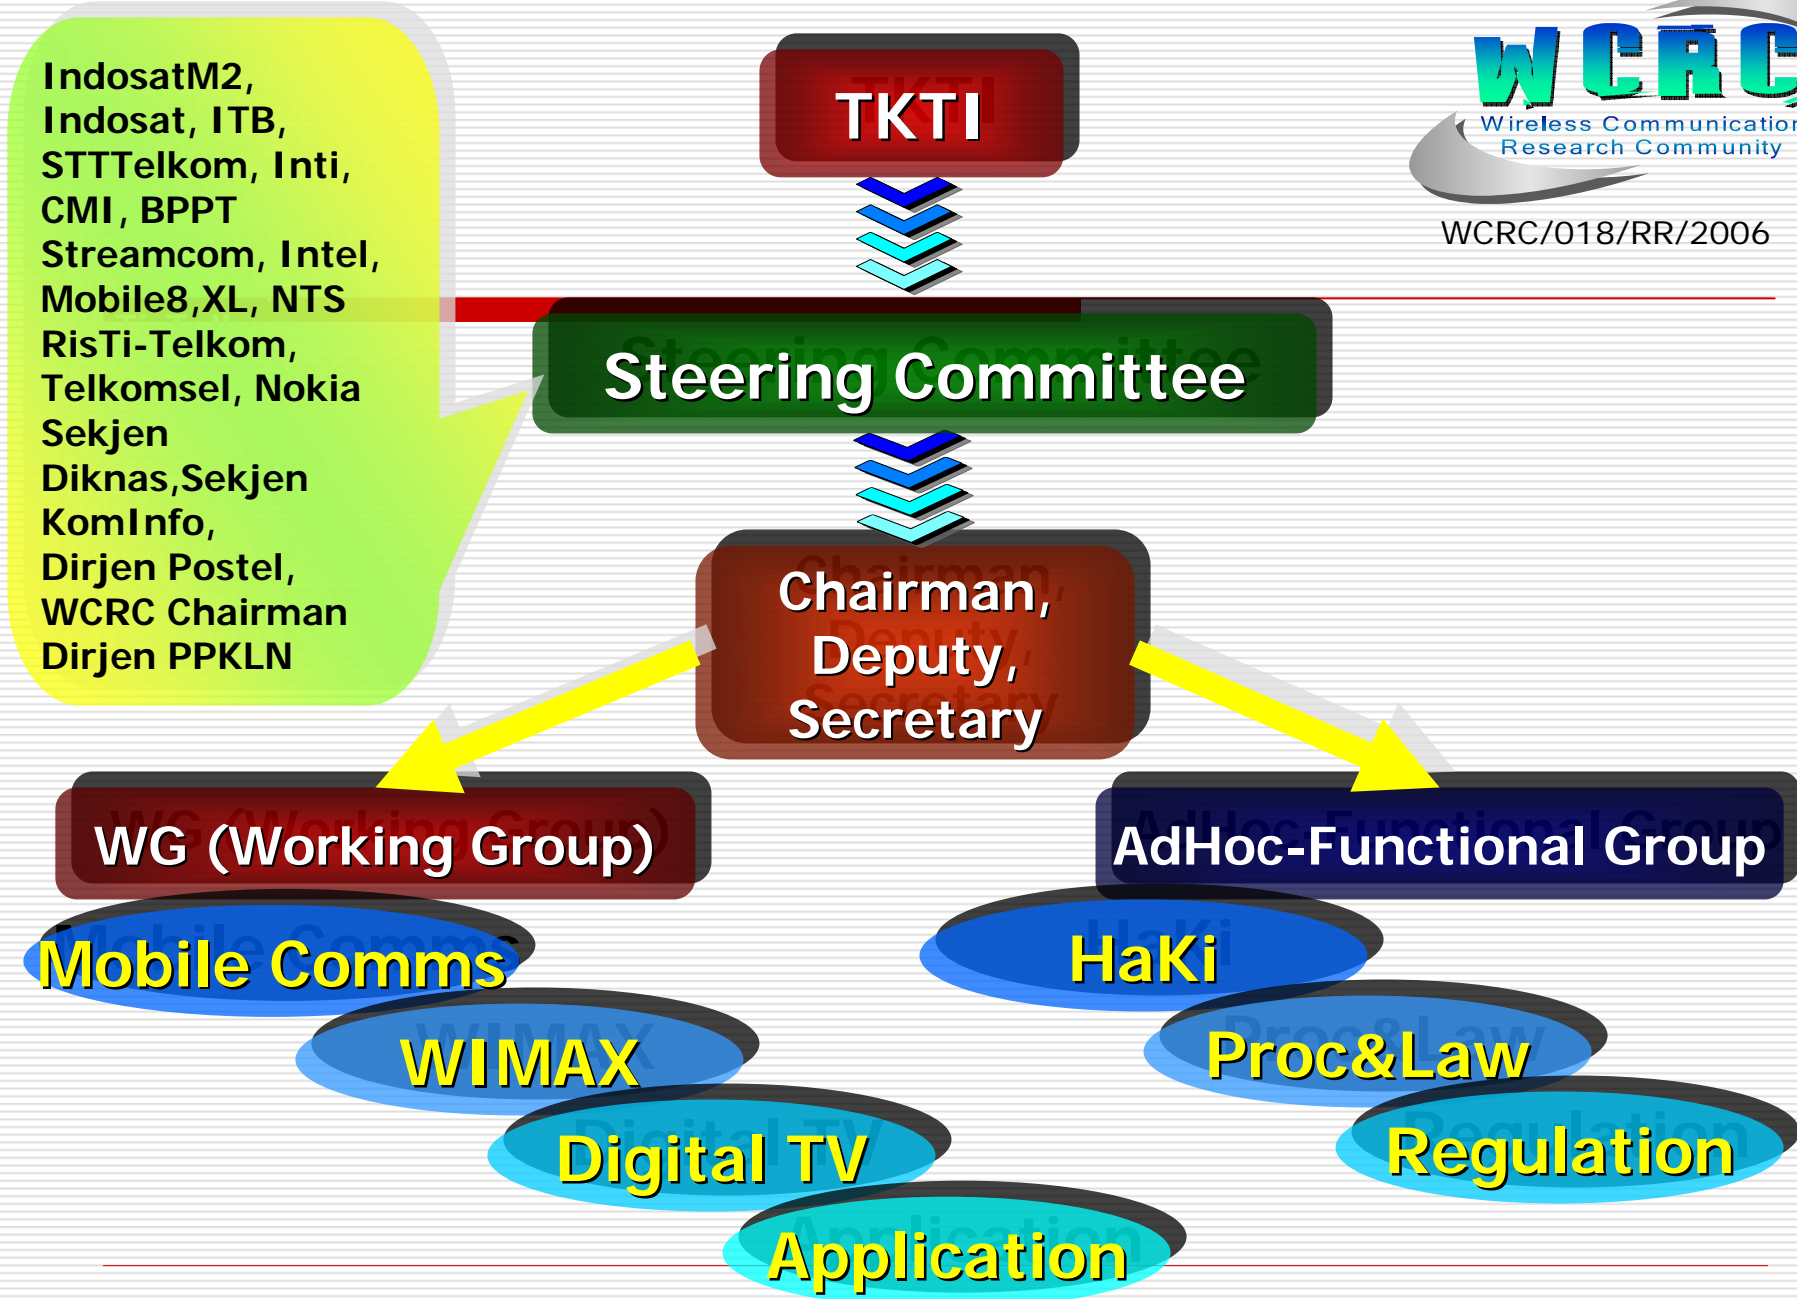 IndosatM2,
Indosat, ITB,
STTTelkom, Inti,
CMI, BPPT
Streamcom, Intel,
Mobile8,XL, NTS
RisTi-Telkom,
Telkomsel, Nokia
Sekjen
Diknas,Sekjen
KomInfo,
Dirjen Postel,
WCRC Chairman
Dirjen PPKLN
TKTI
WCRC
Wireless Communication
Research Community
WCRC/018/RR/2006
Steering Committee
Chairman,
Deputy,
Secretary
WG (Working Group)
Mobile Comms
WIMAX
Digital TV
Application
AdHoc-Functional Group
HaKi
Proc&Law
Regulation